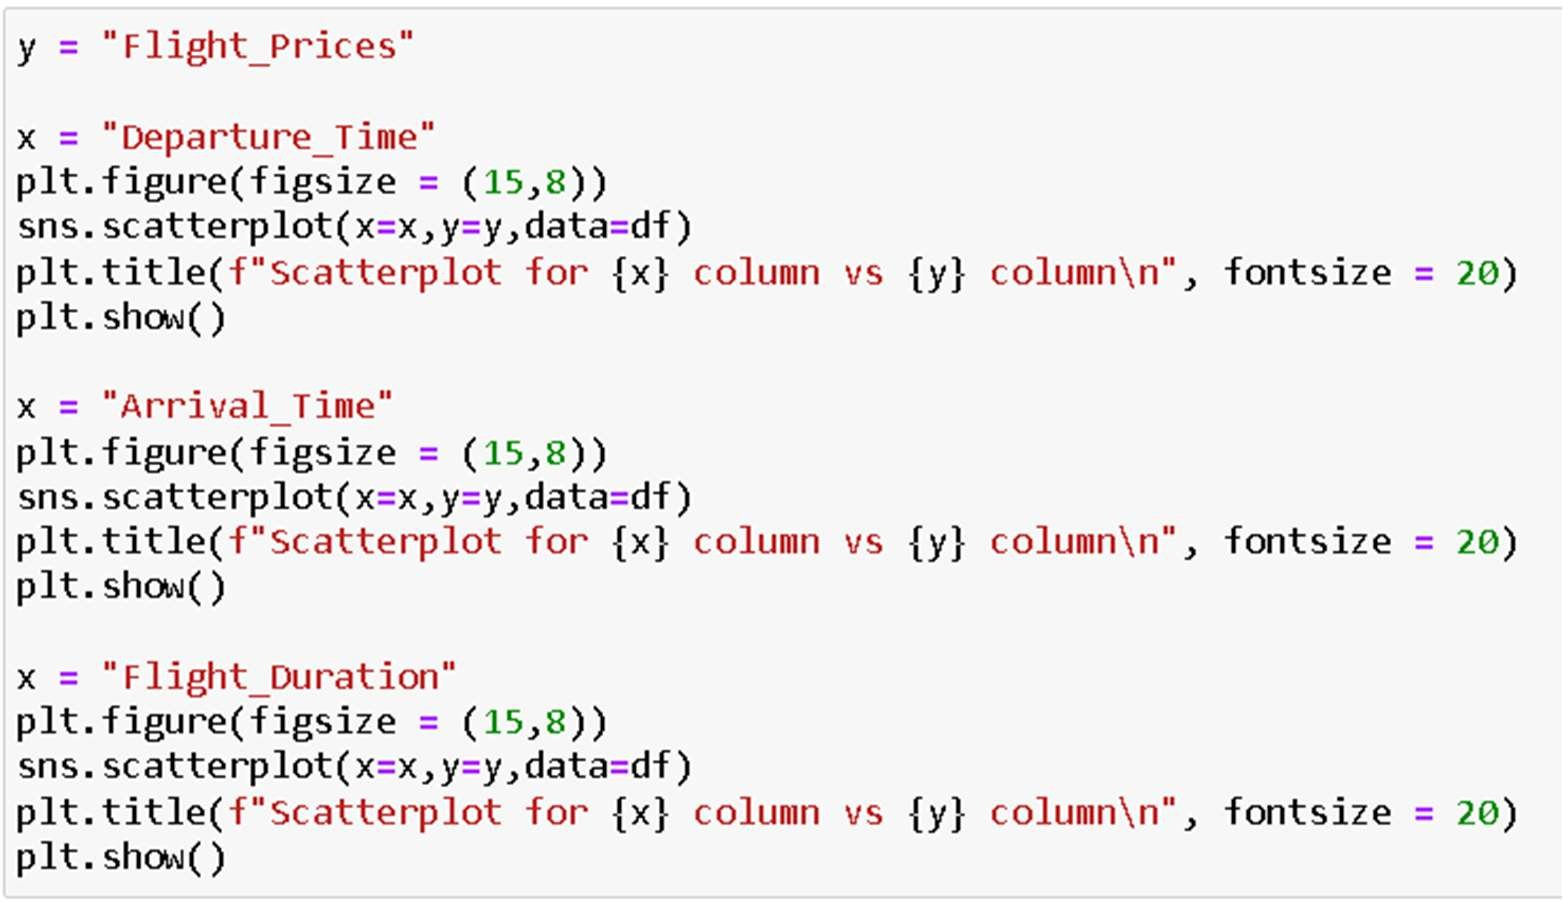 y = "Flight_Prices"
x = "Departure_Time"
plt.figure(figsize = (15,8))
sns.scatterplot(x=x,y=y,data=df)
plt.title(f"Scatterplot for {x} column vs {y} column\n", fontsize = 20)
plt.show()
x = "Arrival_Time"
plt.figure(figsize = (15,8))
sns.scatterplot(x=x,y=y,data=df)
plt.title(f"Scatterplot for {x} column vs {y} column\n", fontsize = 20)
plt.show()
x = "Flight_Duration"
plt.figure(figsize = (15,8))
sns.scatterplot(x=x,y=y,data=df)
plt.title(f"Scatterplot for {x} column vs {y} column\n", fontsize = 20)
plt.show()